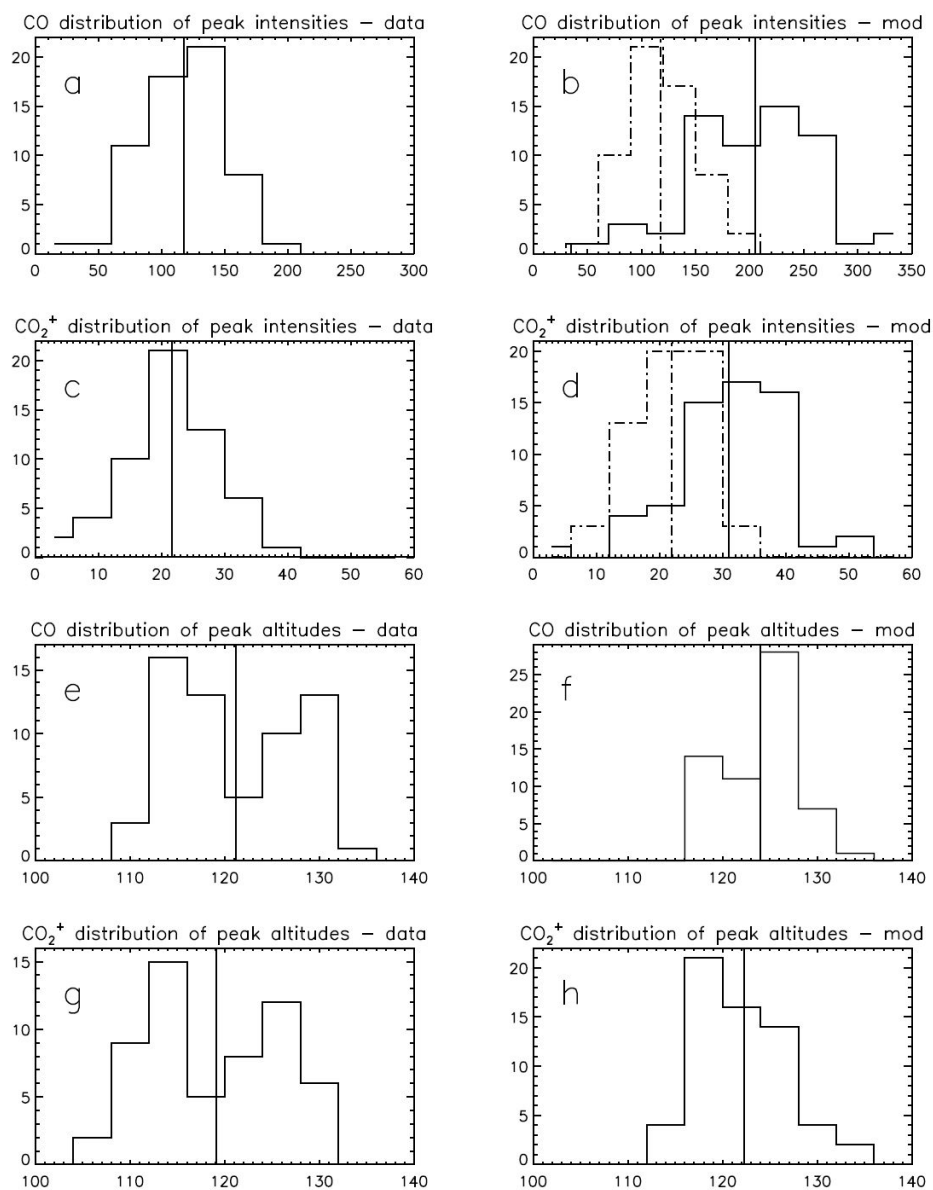 CO distribution of peak intensities – data
a
20
15
10
5
0
0 50 100 150 200 250 300
CO distribution of peak intensities – mod
b
20
15
10
5
0
0 50 100 150 200 250 300 350
CO₂⁺ distribution of peak intensities – data
c
20
15
10
5
0
0 10 20 30 40 50 60
CO₂⁺ distribution of peak intensities – mod
d
20
15
10
5
0
0 10 20 30 40 50 60
CO distribution of peak altitudes – data
e
15
10
5
0
100 110 120 130 140
CO distribution of peak altitudes – mod
f
25
20
15
10
5
0
100 110 120 130 140
CO₂⁺ distribution of peak altitudes – data
g
15
10
5
0
100 110 120 130 140
CO₂⁺ distribution of peak altitudes – mod
h
20
15
10
5
0
100 110 120 130 140